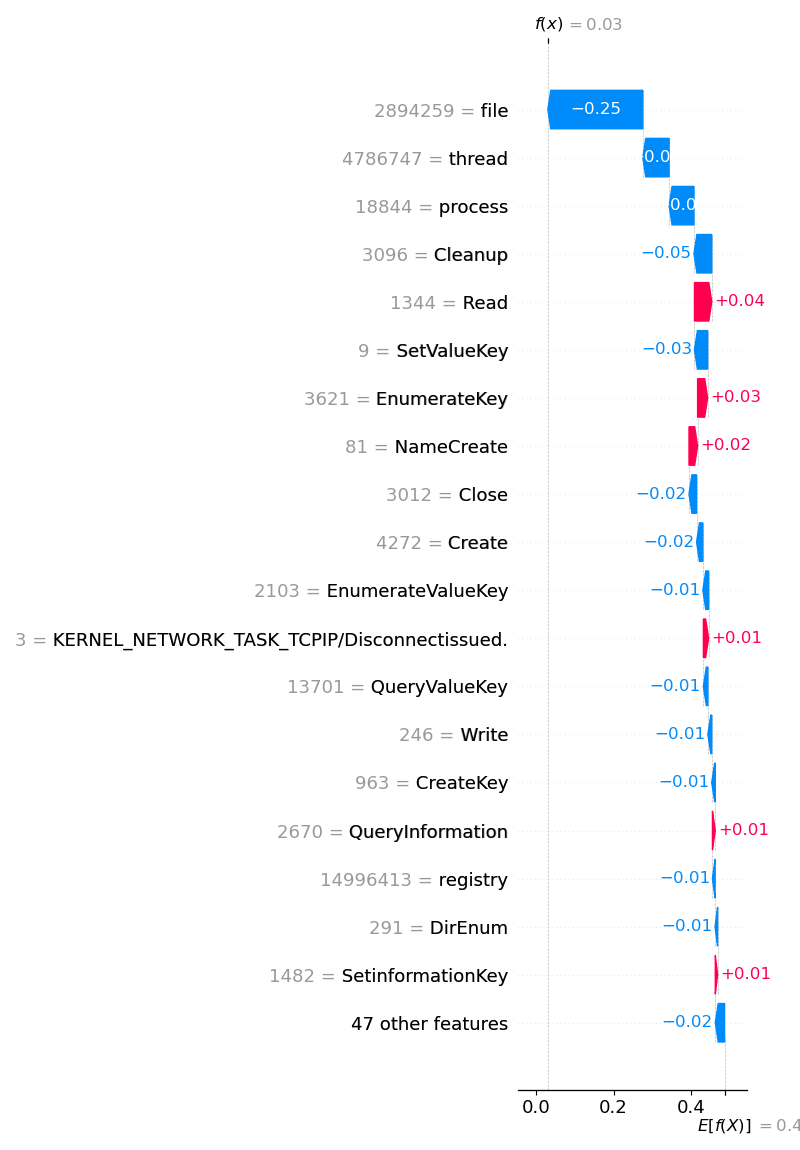 f(x) = 0.03
2894259 = file
−0.25
4786747 = thread
0.0
18844 = process
0.0
3096 = Cleanup
−0.05
1344 = Read
+0.04
9 = SetValueKey
−0.03
3621 = EnumerateKey
+0.03
81 = NameCreate
+0.02
3012 = Close
−0.02
4272 = Create
−0.02
2103 = EnumerateValueKey
−0.01
3 = KERNEL_NETWORK_TASK_TCPIP/Disconnectissued.
+0.01
13701 = QueryValueKey
−0.01
246 = Write
−0.01
963 = CreateKey
−0.01
2670 = QueryInformation
+0.01
14996413 = registry
−0.01
291 = DirEnum
−0.01
1482 = SetinformationKey
+0.01
47 other features
−0.02
0.0 0.2 0.4
E[f(X)] = 0.4